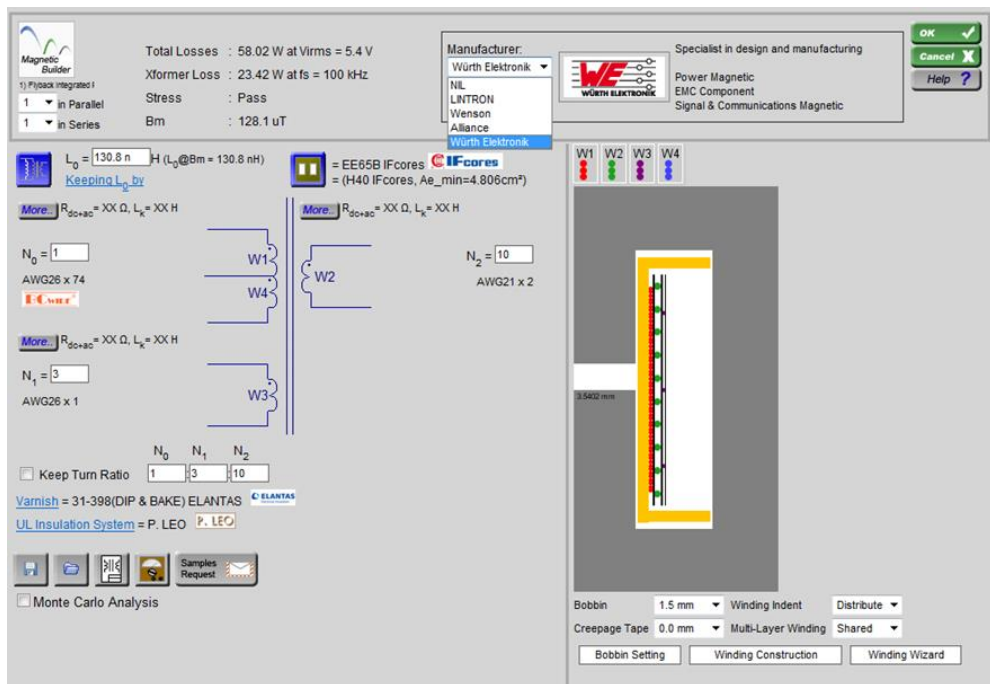 Magnetic
Builder
1) Flyback Integrated I
1 in Parallel
1 in Series
Total Losses : 58.02 W at Virms = 5.4 V
Xformer Loss : 23.42 W at fs = 100 kHz
Stress : Pass
Bm : 128.1 uT
Manufacturer:
Würth Elektronik
NIL
LINTRON
Wenson
Alliance
Würth Elektronik
WE
WÜRTH ELEKTRONIK
Specialist in design and manufacturing
Power Magnetic
EMC Component
Signal & Communications Magnetic
OK
Cancel X
Help ?
L0 = 130.8 n H (L0@Bm = 130.8 nH)
Keeping L0 by
= EE65B IFcores IFcores
= (H40 IFcores, Ae_min=4.806cm²)
More.. Rdc+ac= XX Ω, Lk= XX H
More.. Rdc+ac= XX Ω, Lk= XX H
N0 = 1
AWG26 x 74
W1
W4
W2
N2 = 10
AWG21 x 2
More.. Rdc+ac= XX Ω, Lk= XX H
N1 = 3
AWG26 x 1
W3
N0 N1 N2
Keep Turn Ratio 1 :3 :10
Varnish = 31-398(DIP & BAKE) ELANTAS ELANTAS
UL Insulation System = P. LEO P. LEO
Samples
Request
Monte Carlo Analysis
W1 W2 W3 W4
3.5402 mm
Bobbin 1.5 mm Winding Indent Distribute
Creepage Tape 0.0 mm Multi-Layer Winding Shared
Bobbin Setting Winding Construction Winding Wizard